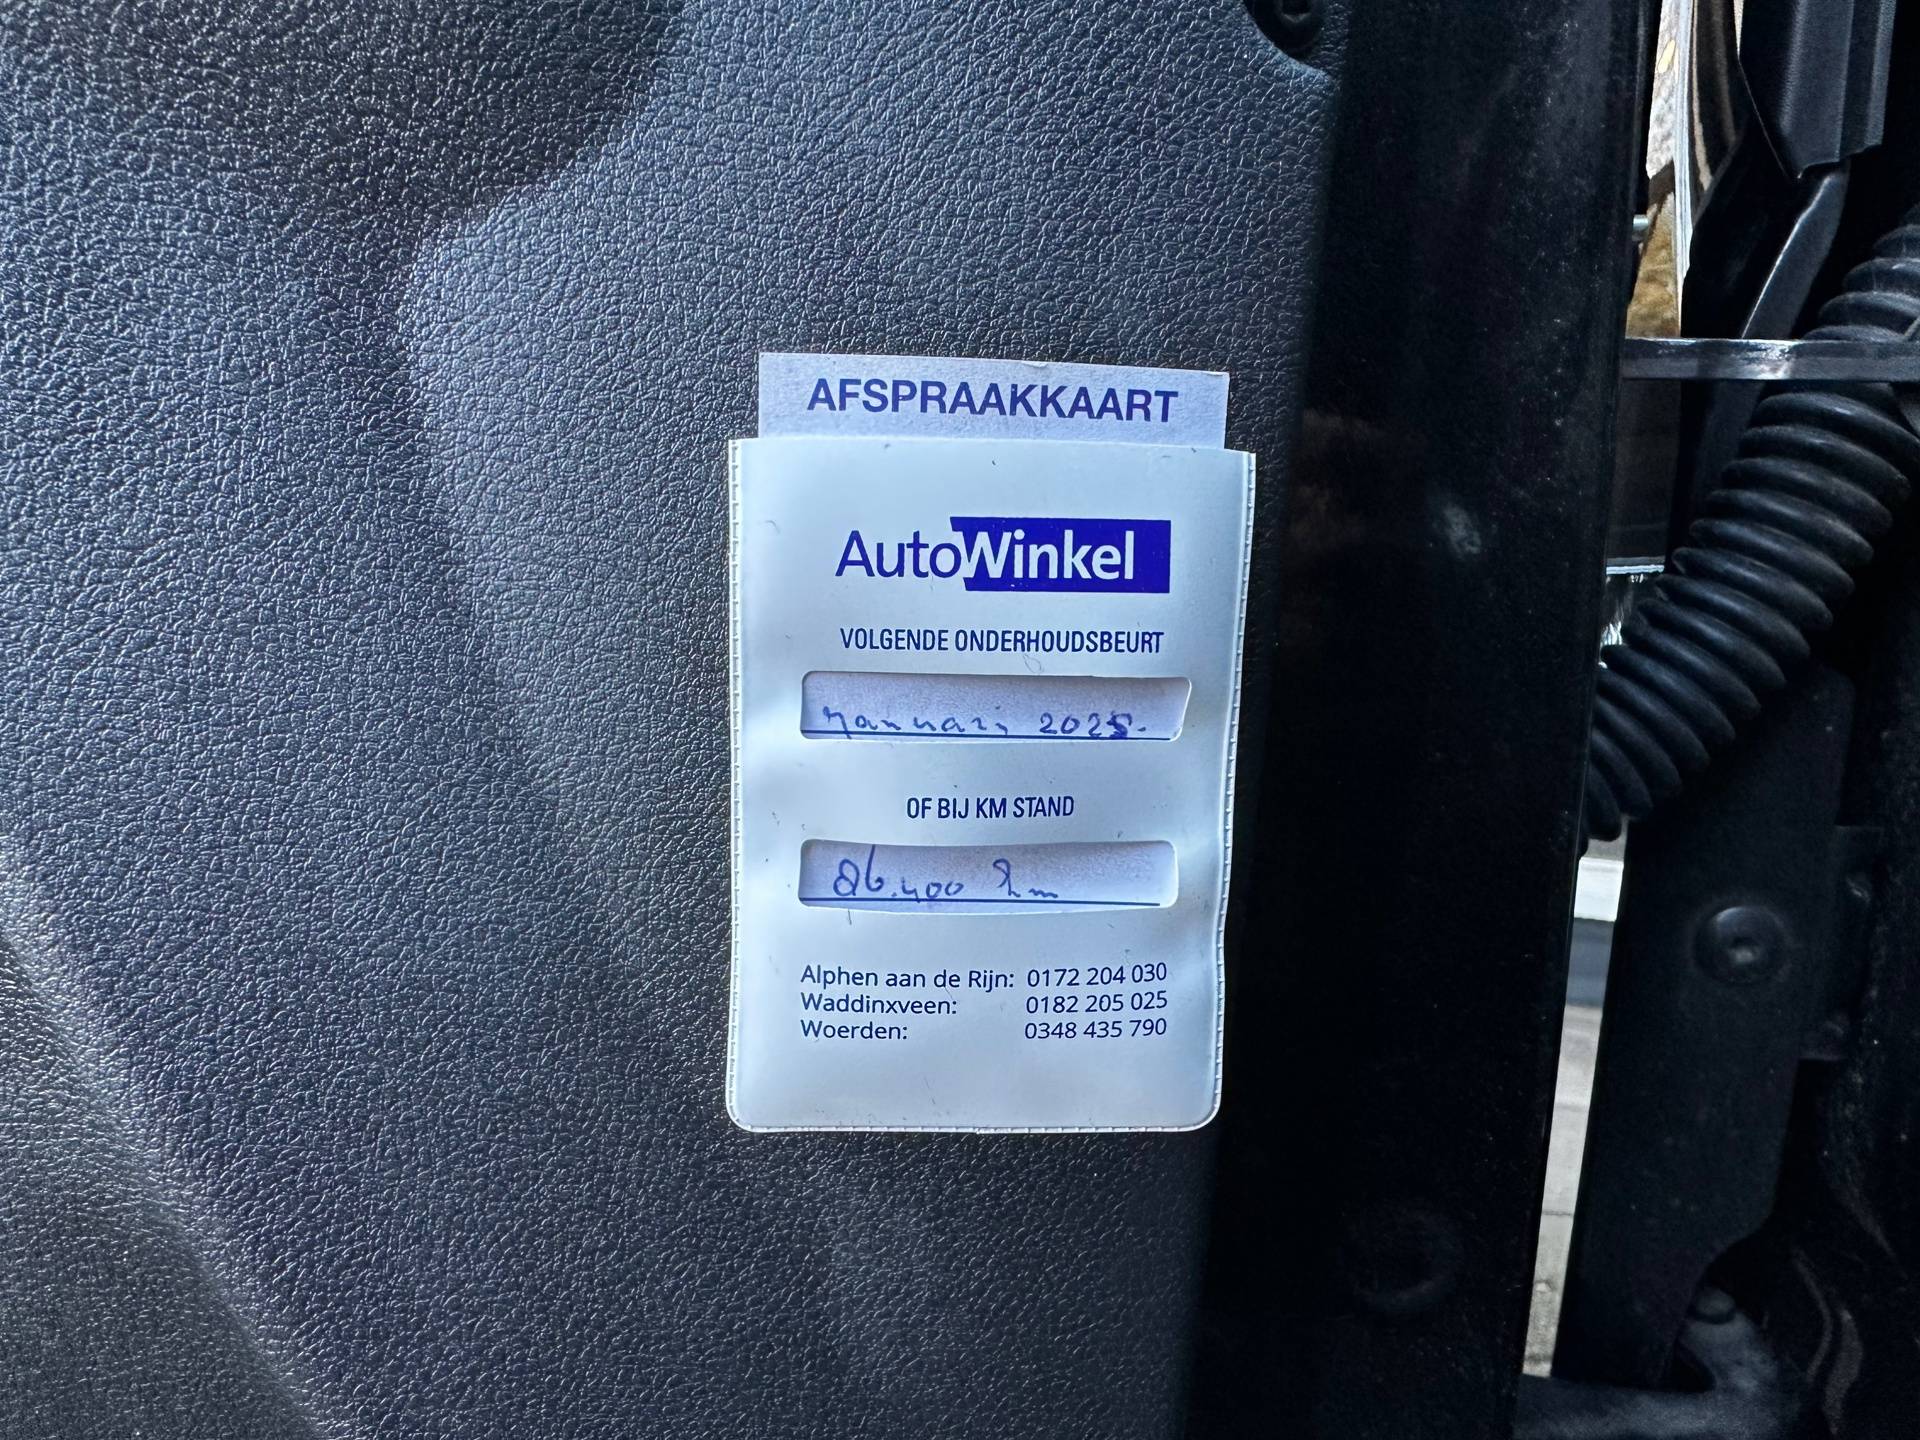 AFSPRAAKKAART
AutoWinkel
VOLGENDE ONDERHOUDSBEURT
januari 2025.
OF BIJ KM STAND
86.400 km
Alphen aan de Rijn: 0172 204 030
Waddinxveen: 0182 205 025
Woerden: 0348 435 790